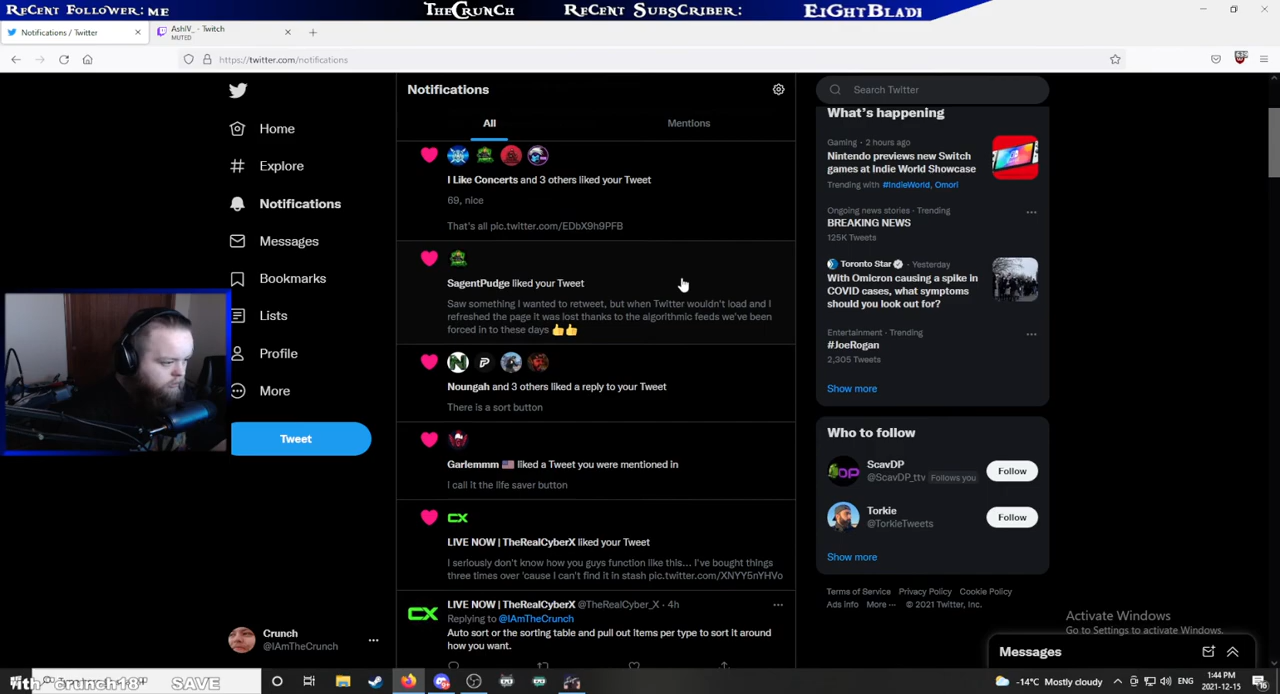 RECENT FOLLOWER: ME THECRUNCH RECENT SUBSCRIBER: EIGHTBLADI
Notifications / Twitter
AshiV_ - Twitch
MUTED
https://twitter.com/notifications
Home
Explore
Notifications
Messages
Bookmarks
Lists
Profile
More
Tweet
Crunch
@IAmTheCrunch
Notifications
All
Mentions
I Like Concerts and 3 others liked your Tweet
69, nice
That's all pic.twitter.com/EDbX9h9PFB
SagentPudge liked your Tweet
Saw something I wanted to retweet, but when Twitter wouldn't load and I
refreshed the page it was lost thanks to the algorithmic feeds we've been
forced in to these days 👍👍
Noungah and 3 others liked a reply to your Tweet
There is a sort button
Garlemmm 🇺🇸 liked a Tweet you were mentioned in
I call it the life saver button
CX
LIVE NOW | TheRealCyberX liked your Tweet
I seriously don't know how you guys function like this... I've bought things
three times over 'cause I can't find it in stash pic.twitter.com/XNYY5nYHVo
CX
LIVE NOW | TheRealCyberX @TheRealCyber_X · 4h
Replying to @IAmTheCrunch
Auto sort or the sorting table and pull out items per type to sort it around
how you want.
Search Twitter
What's happening
Gaming · 2 hours ago
Nintendo previews new Switch
games at Indie World Showcase
Trending with #IndieWorld, Omori
Ongoing news stories · Trending
BREAKING NEWS
125K Tweets
Toronto Star · Yesterday
With Omicron causing a spike in
COVID cases, what symptoms
should you look out for?
Entertainment · Trending
#JoeRogan
2,305 Tweets
Show more
Who to follow
ScavDP
@ScavDP_ttv Follows you
Follow
Torkie
@TorkieTweets
Follow
Show more
Terms of Service Privacy Policy Cookie Policy
Ads info More ··· © 2021 Twitter, Inc.
Activate Windows
Go to Settings to activate Windows.
Messages
crunch18" SAVE
-14°C Mostly cloudy
ENG
1:44 PM
2021-12-15
16